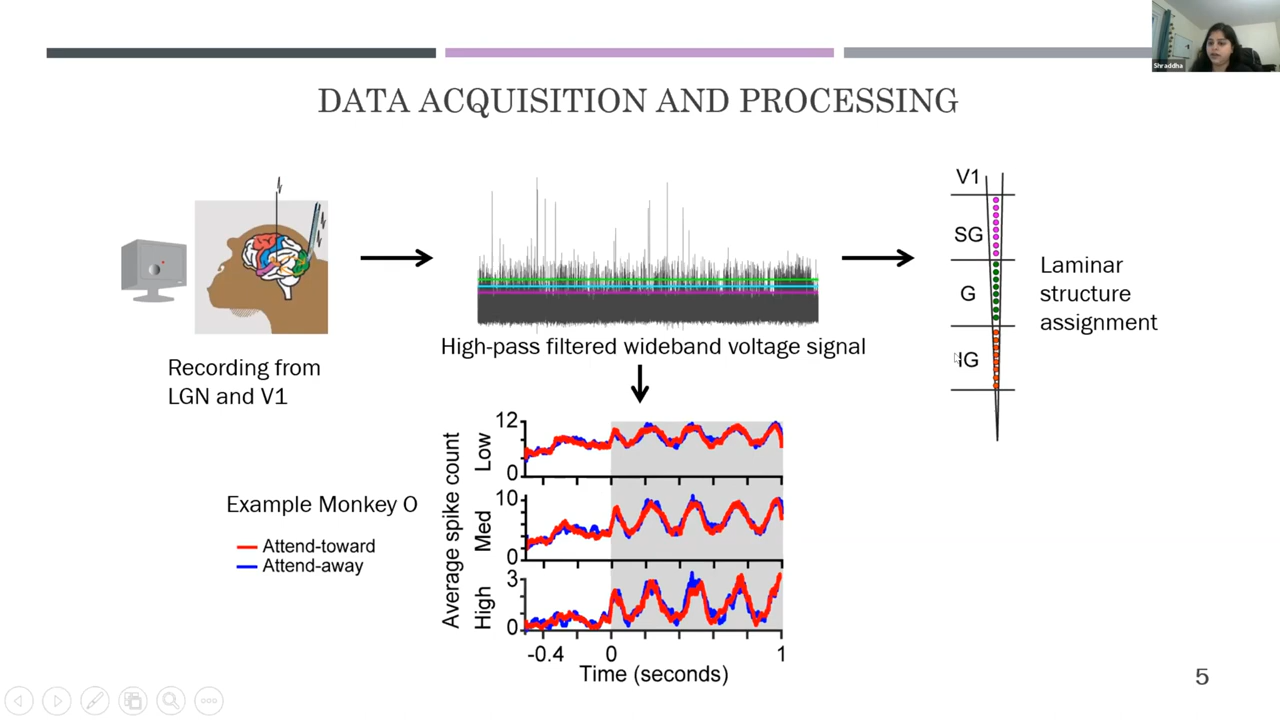 Shraddha
DATA ACQUISITION AND PROCESSING
Recording from
LGN and V1
High-pass filtered wideband voltage signal
V1
SG
G
IG
Laminar
structure
assignment
Example Monkey O
Attend-toward
Attend-away
Average spike count
Low
12
0
Med
10
0
High
3
0
-0.4 0 1
Time (seconds)
5